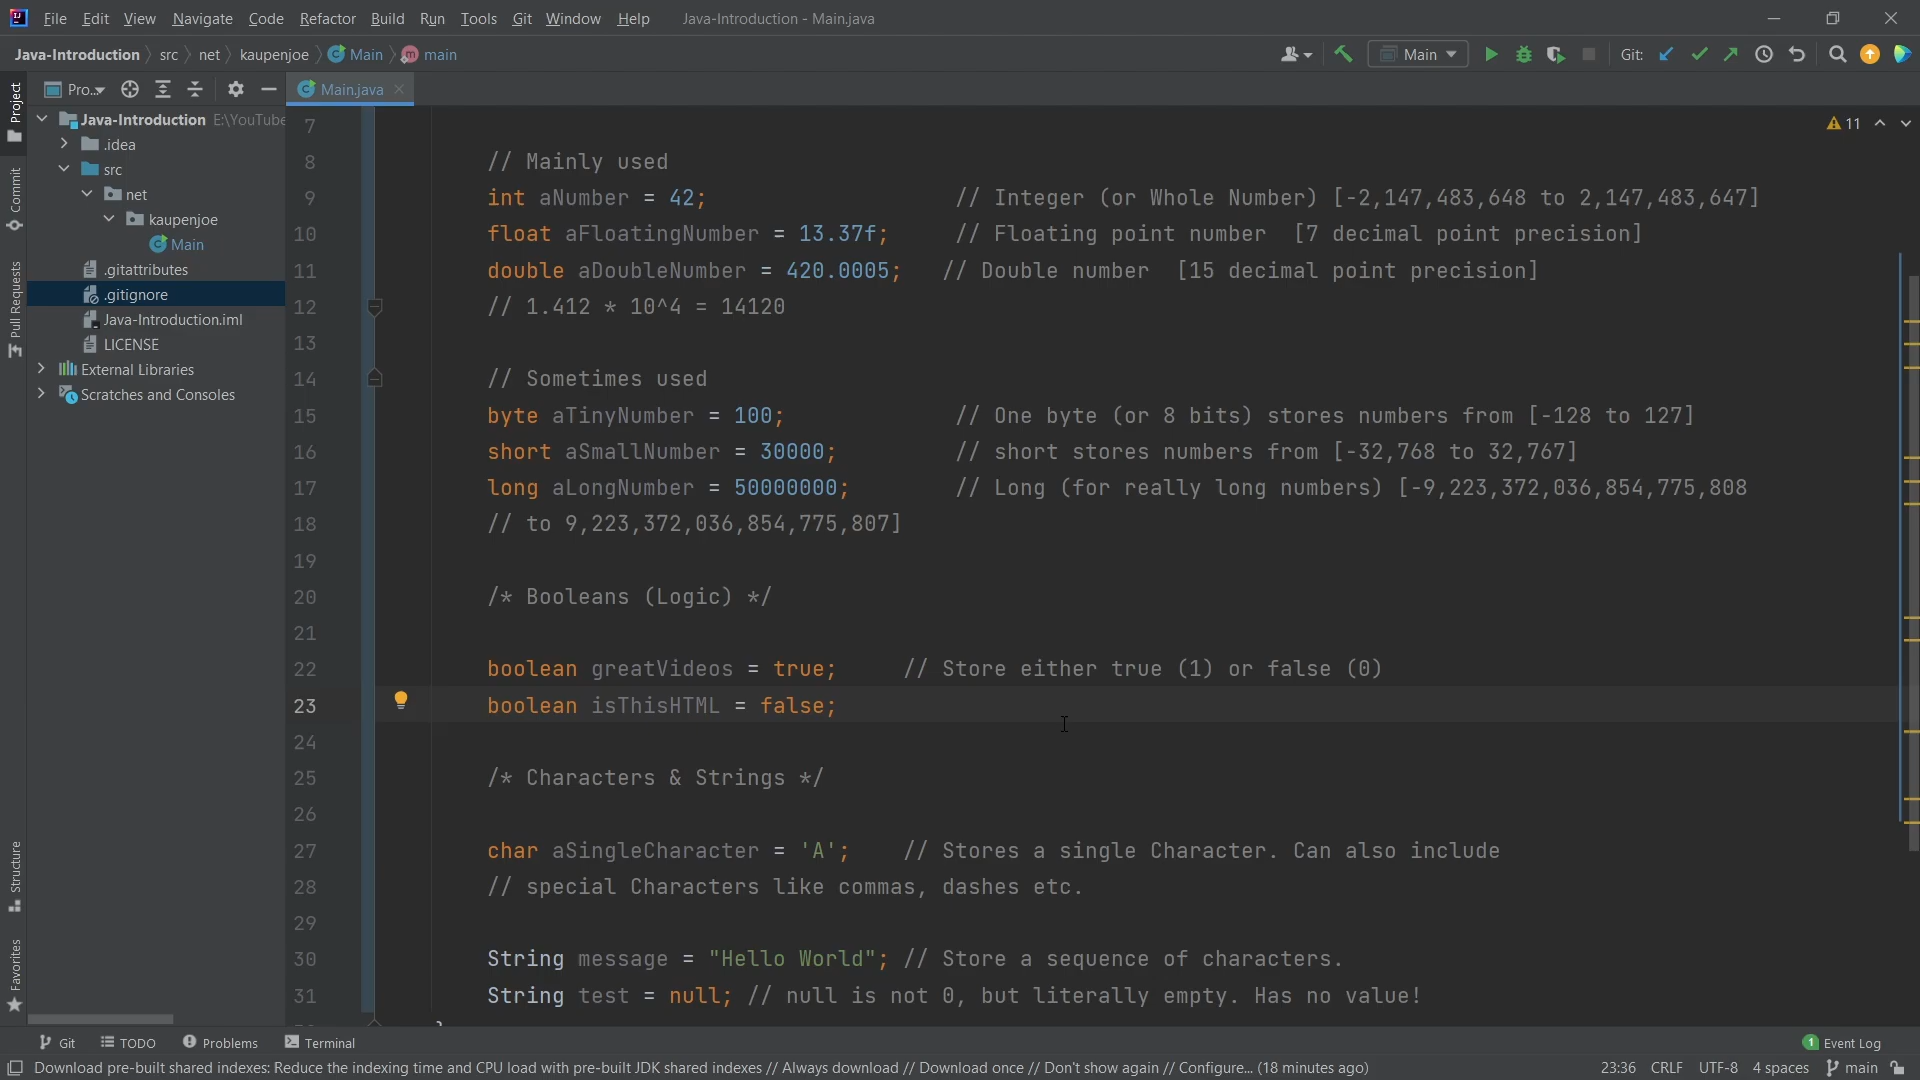 File Edit View Navigate Code Refactor Build Run Tools Git Window Help Java-Introduction - Main.java
Java-Introduction src net kaupenjoe Main main Main Git:
Pro.. Main.java
Project
Commit
Pull Requests
Structure
Favorites
Java-Introduction E:\YouTube
.idea
src
net
kaupenjoe
Main
.gitattributes
.gitignore
Java-Introduction.iml
LICENSE
External Libraries
Scratches and Consoles
11
7
8 // Mainly used
9 int aNumber = 42; // Integer (or Whole Number) [-2,147,483,648 to 2,147,483,647]
10 float aFloatingNumber = 13.37f; // Floating point number [7 decimal point precision]
11 double aDoubleNumber = 420.0005; // Double number [15 decimal point precision]
12 // 1.412 * 10^4 = 14120
13
14 // Sometimes used
15 byte aTinyNumber = 100; // One byte (or 8 bits) stores numbers from [-128 to 127]
16 short aSmallNumber = 30000; // short stores numbers from [-32,768 to 32,767]
17 long aLongNumber = 50000000; // Long (for really long numbers) [-9,223,372,036,854,775,808
18 // to 9,223,372,036,854,775,807]
19
20 /* Booleans (Logic) */
21
22 boolean greatVideos = true; // Store either true (1) or false (0)
23 boolean isThisHTML = false;
24
25 /* Characters & Strings */
26
27 char aSingleCharacter = 'A'; // Stores a single Character. Can also include
28 // special Characters like commas, dashes etc.
29
30 String message = "Hello World"; // Store a sequence of characters.
31 String test = null; // null is not 0, but literally empty. Has no value!
Git TODO Problems Terminal 1 Event Log
Download pre-built shared indexes: Reduce the indexing time and CPU load with pre-built JDK shared indexes // Always download // Download once // Don't show again // Configure... (18 minutes ago) 23:36 CRLF UTF-8 4 spaces main